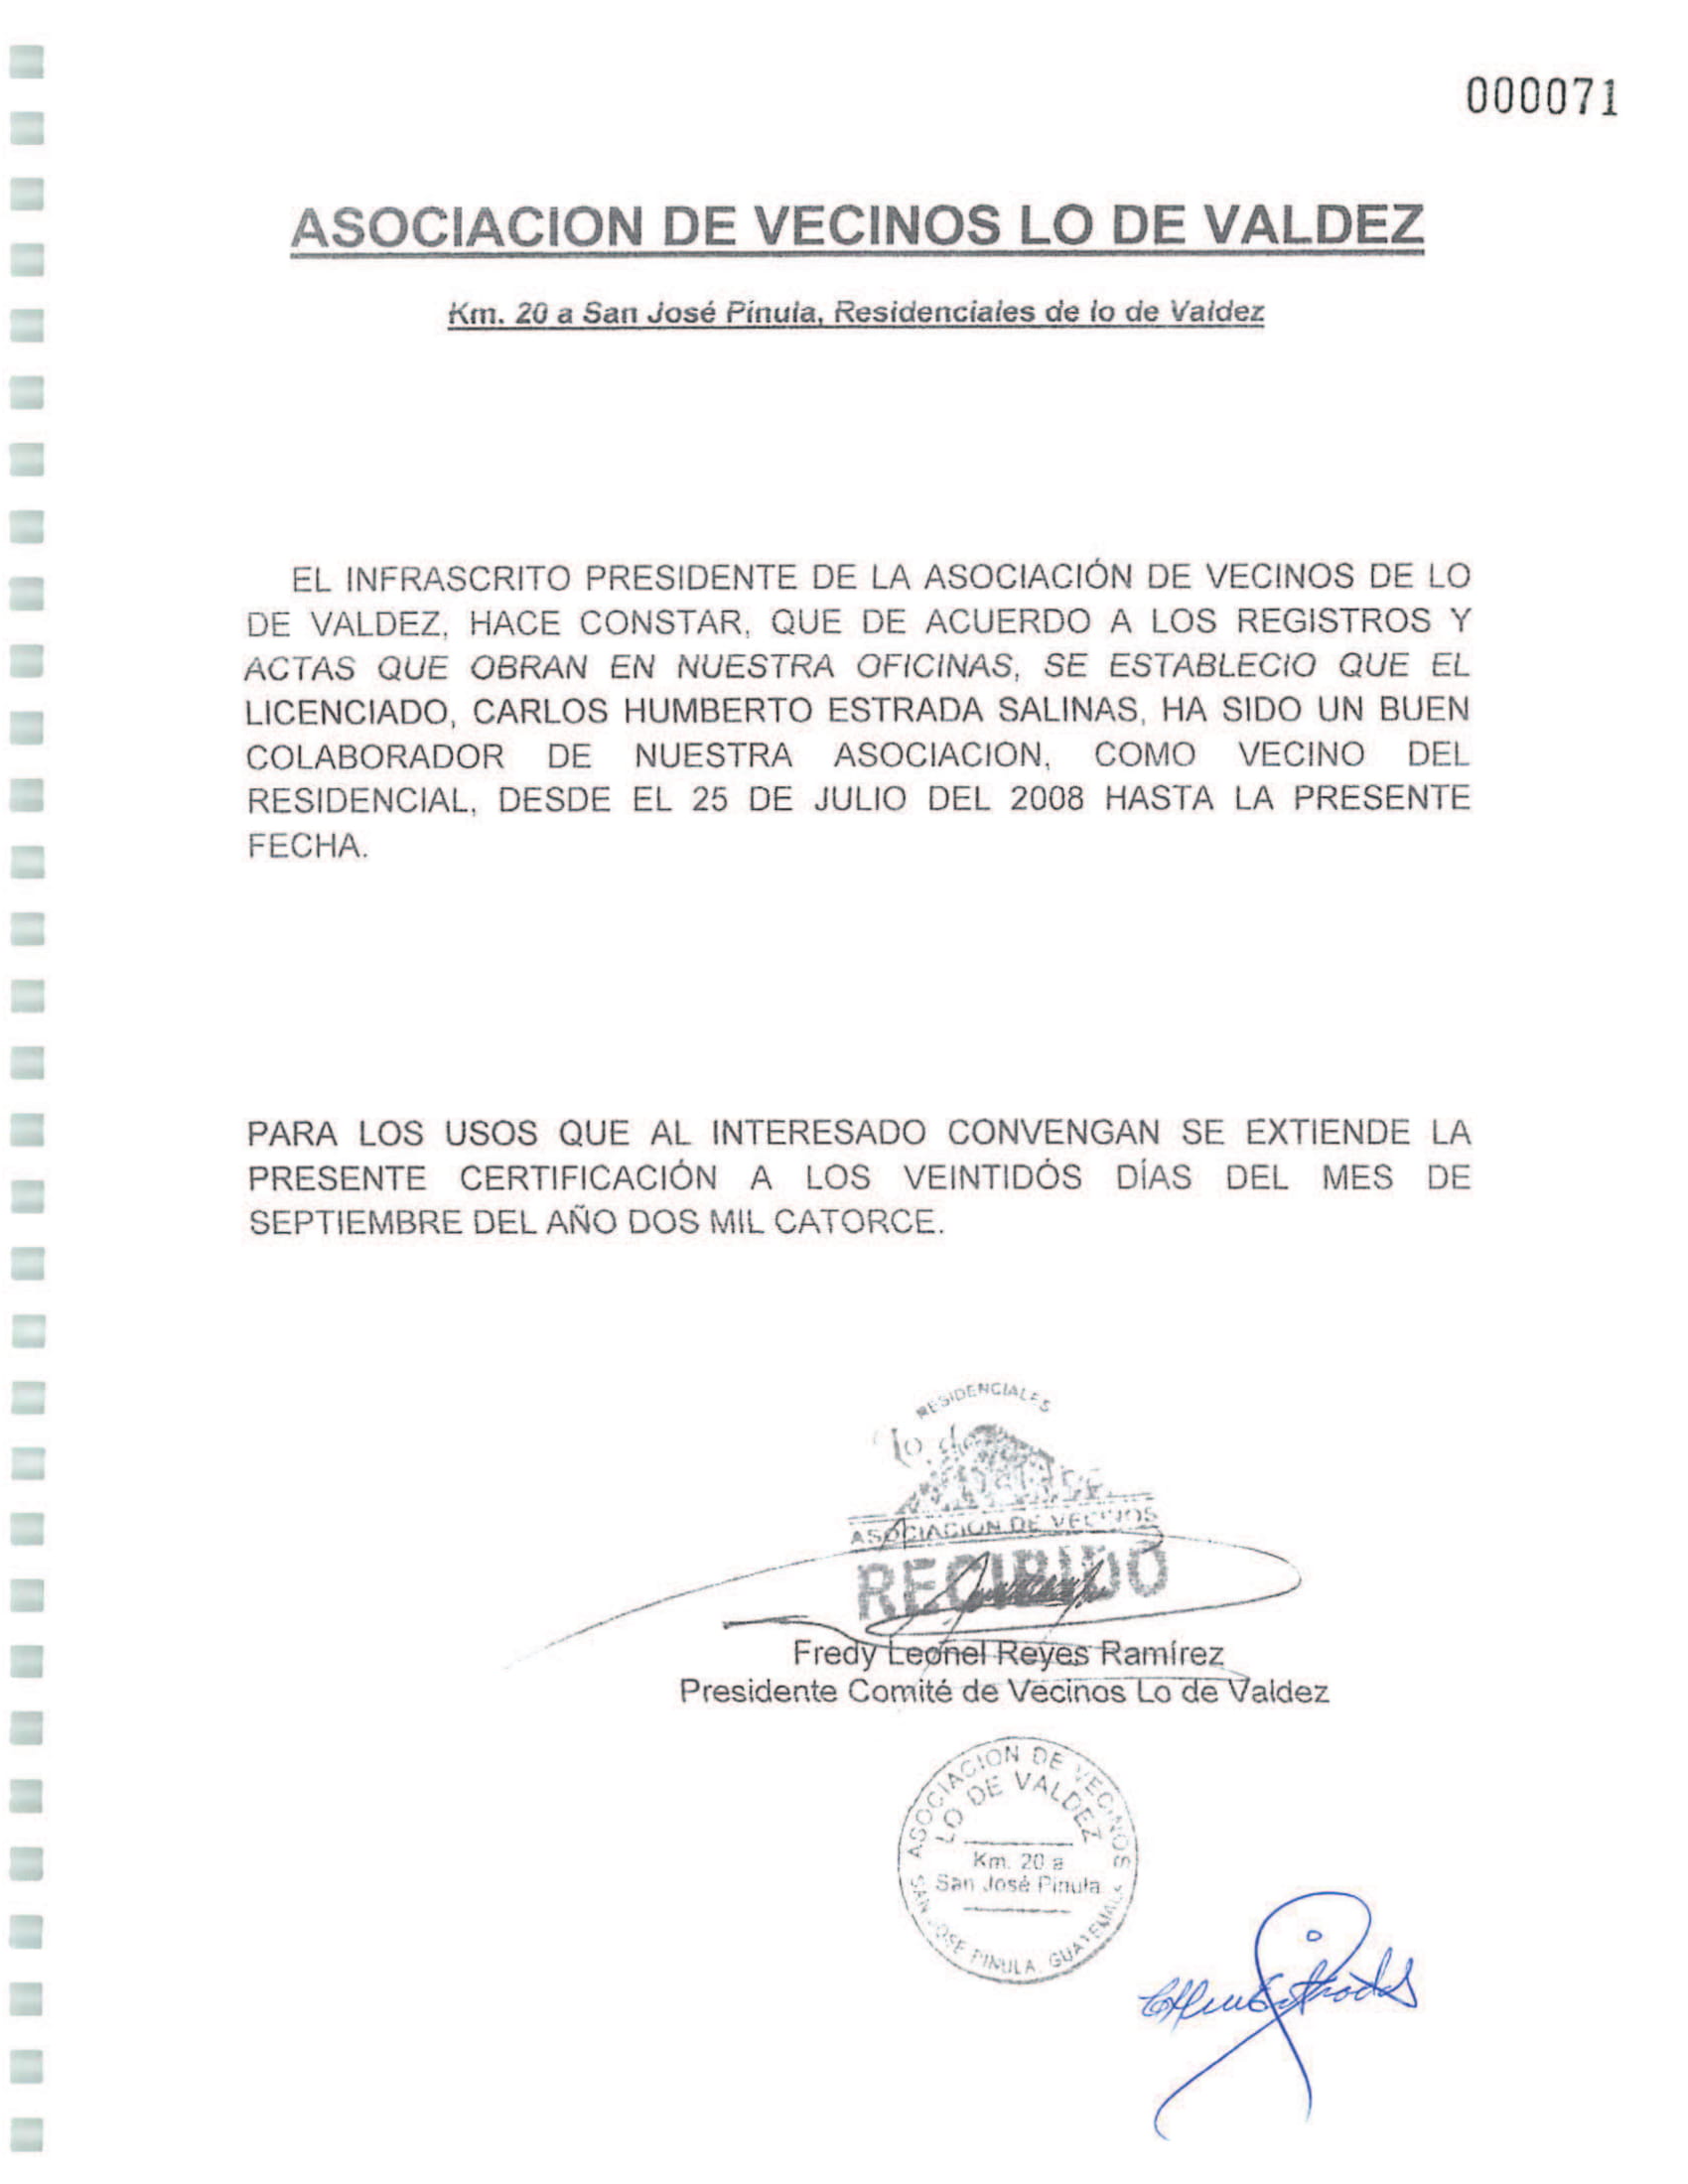 000071
ASOCIACION DE VECINOS LO DE VALDEZ
Km. 20 a San José Pinula, Residenciales de lo de Valdez
EL INFRASCRITO PRESIDENTE DE LA ASOCIACIÓN DE VECINOS DE LO
DE VALDEZ, HACE CONSTAR, QUE DE ACUERDO A LOS REGISTROS Y
ACTAS QUE OBRAN EN NUESTRA OFICINAS, SE ESTABLECIO QUE EL
LICENCIADO, CARLOS HUMBERTO ESTRADA SALINAS, HA SIDO UN BUEN
COLABORADOR DE NUESTRA ASOCIACION, COMO VECINO DEL
RESIDENCIAL, DESDE EL 25 DE JULIO DEL 2008 HASTA LA PRESENTE
FECHA.
PARA LOS USOS QUE AL INTERESADO CONVENGAN SE EXTIENDE LA
PRESENTE CERTIFICACIÓN A LOS VEINTIDÓS DÍAS DEL MES DE
SEPTIEMBRE DEL AÑO DOS MIL CATORCE.
RESIDENCIALES
Lo de
ASOCIACION DE VECINOS
RECIBIDO
Fredy Leonel Reyes Ramírez
Presidente Comité de Vecinos Lo de Valdez
ASOCIACION DE VECINOS
LO DE VALDEZ
Km. 20 a
San José Pinula
SAN JOSE PINULA, GUATEMALA